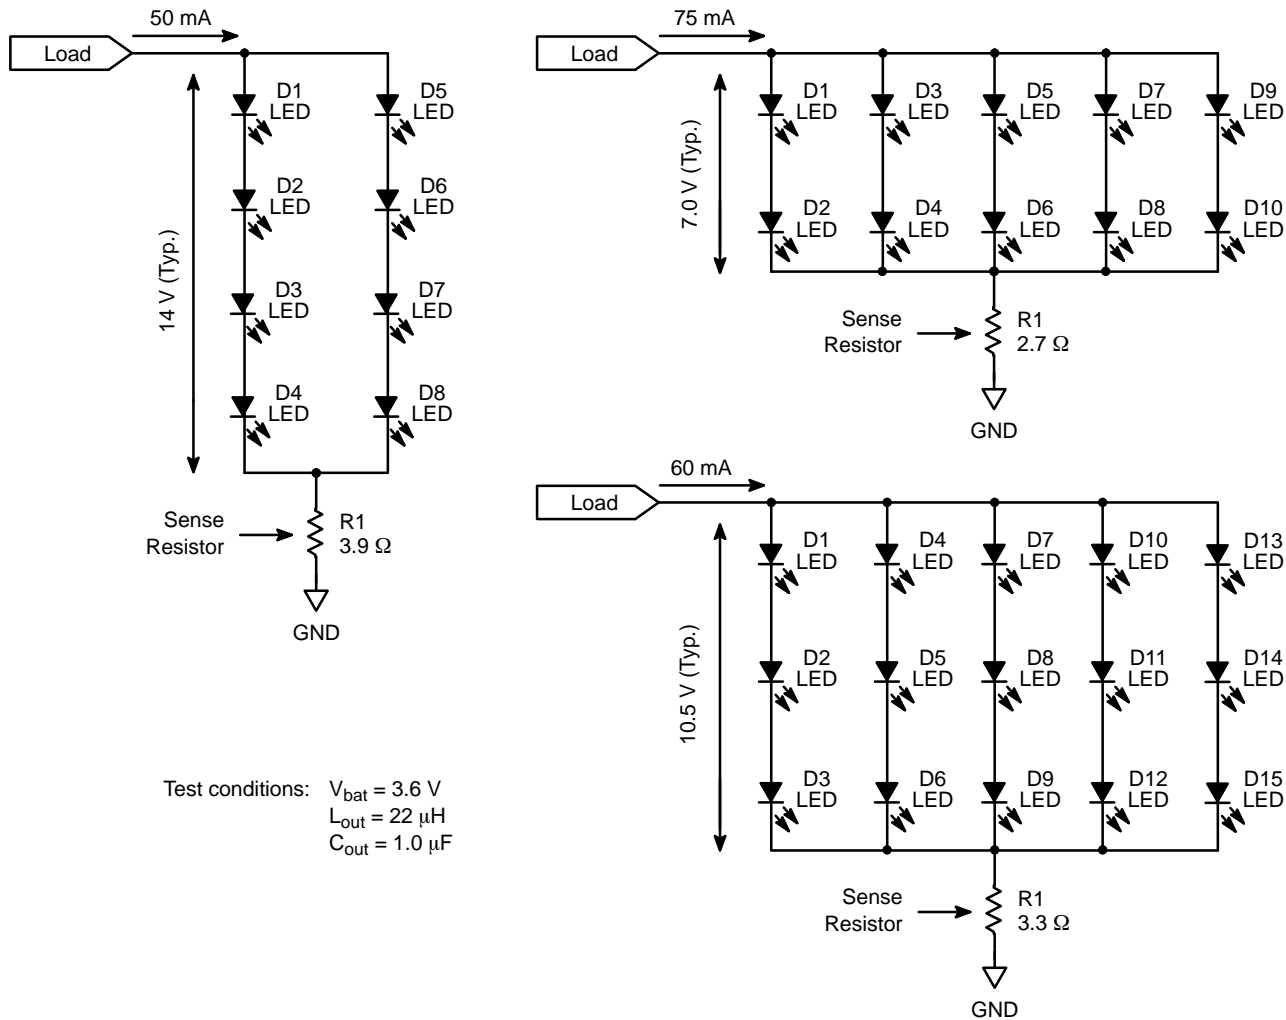 50 mA
Load
14 V (Typ.)
D1
LED
D5
LED
D2
LED
D6
LED
D3
LED
D7
LED
D4
LED
D8
LED
Sense
Resistor
R1
3.9 Ω
GND
Test conditions: Vbat = 3.6 V
Lout = 22 μH
Cout = 1.0 μF
75 mA
Load
7.0 V (Typ.)
D1
LED
D3
LED
D5
LED
D7
LED
D9
LED
D2
LED
D4
LED
D6
LED
D8
LED
D10
LED
Sense
Resistor
R1
2.7 Ω
GND
60 mA
Load
10.5 V (Typ.)
D1
LED
D4
LED
D7
LED
D10
LED
D13
LED
D2
LED
D5
LED
D8
LED
D11
LED
D14
LED
D3
LED
D6
LED
D9
LED
D12
LED
D15
LED
Sense
Resistor
R1
3.3 Ω
GND